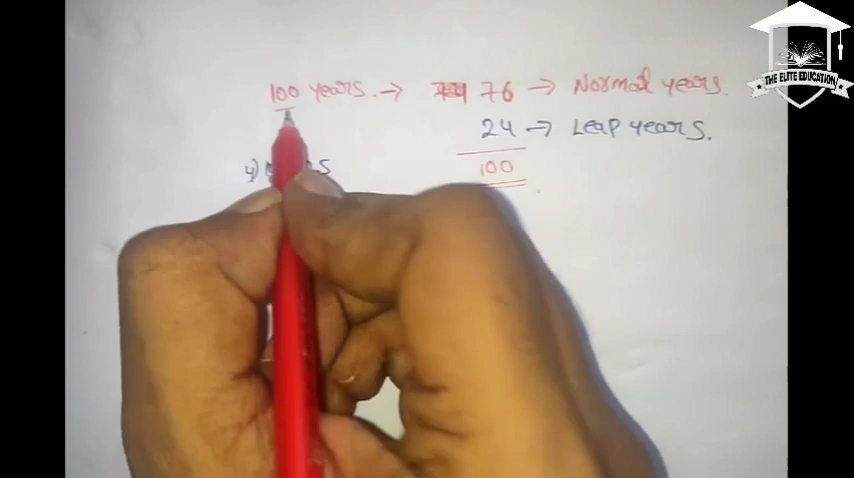 100 years. → 76 → Normal years.
24 → Leap years.
100
THE ELITE EDUCATION